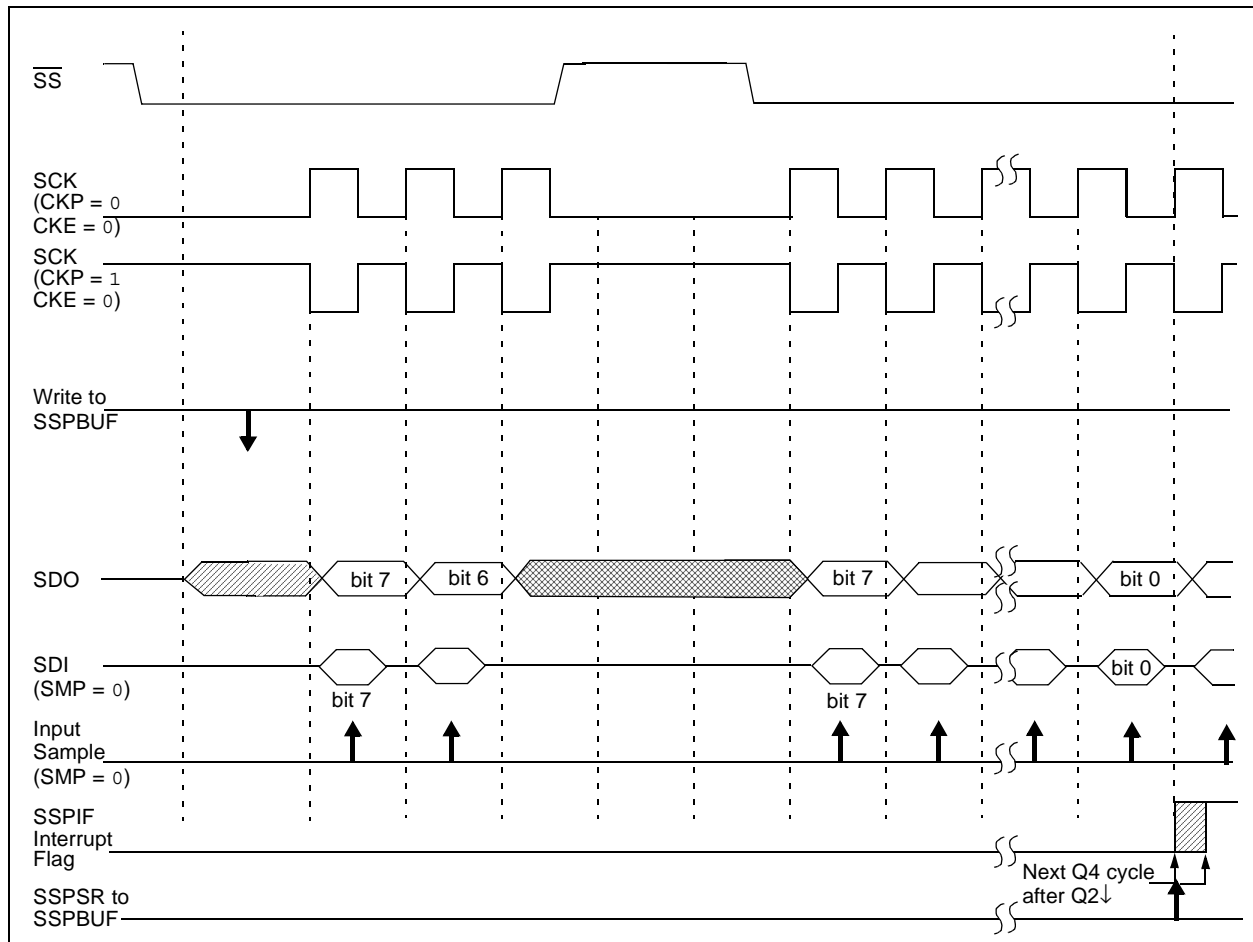 SS
SCK
(CKP = 0
CKE = 0)
SCK
(CKP = 1
CKE = 0)
Write to
SSPBUF
SDO
bit 7
bit 6
bit 7
bit 0
SDI
(SMP = 0)
bit 7
bit 7
bit 0
Input
Sample
(SMP = 0)
SSPIF
Interrupt
Flag
Next Q4 cycle
after Q2↓
SSPSR to
SSPBUF